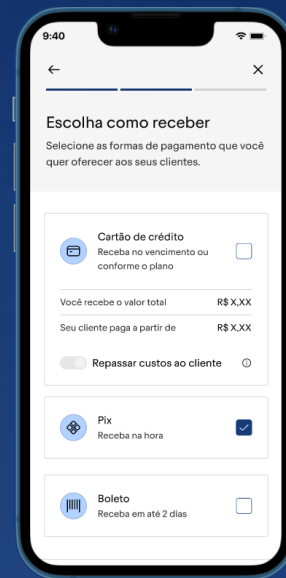 9:40
Escolha como receber
Selecione as formas de pagamento que você
quer oferecer aos seus clientes.
Cartão de crédito
Receba no vencimento ou
conforme o plano
Você recebe o valor total R$ X,XX
Seu cliente paga a partir de R$ X,XX
Repassar custos ao cliente
Pix
Receba na hora
Boleto
Receba em até 2 dias